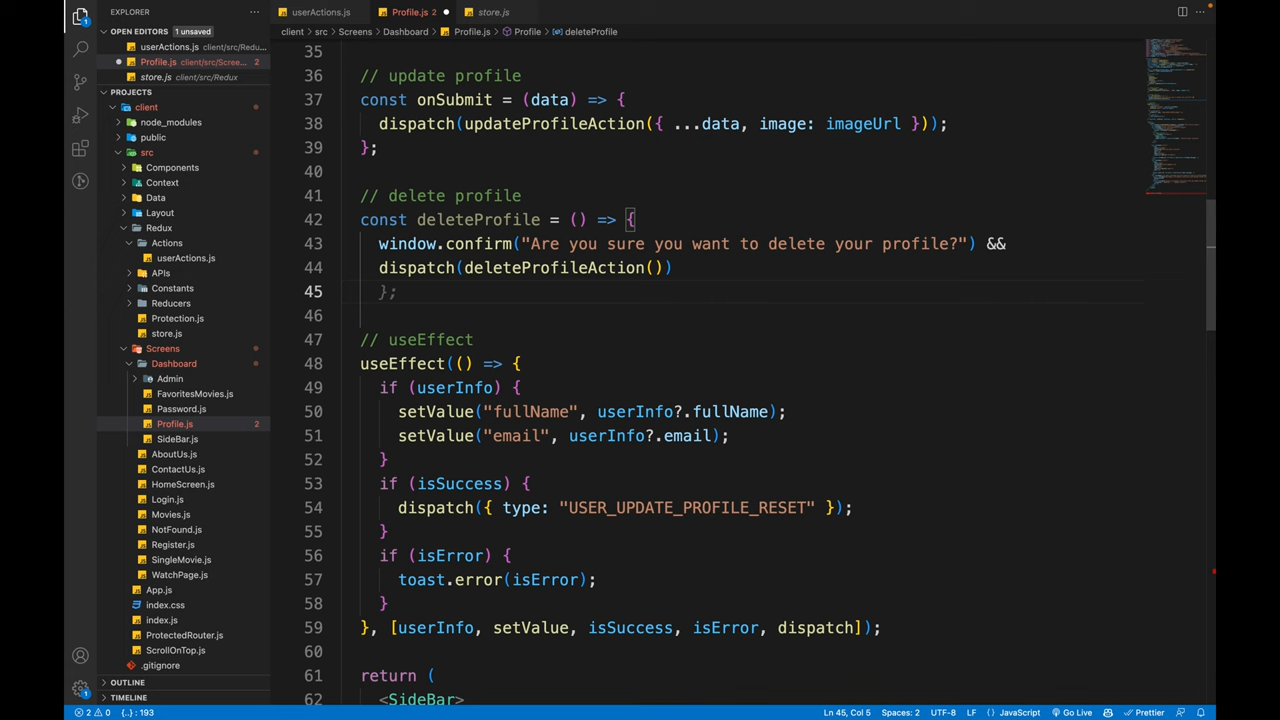 EXPLORER
OPEN EDITORS 1 unsaved
userActions.js client/src/Redu...
Profile.js client/src/Scree... 2
store.js client/src/Redux
PROJECTS
client
node_modules
public
src
Components
Context
Data
Layout
Redux
Actions
userActions.js
APIs
Constants
Reducers
Protection.js
store.js
Screens
Dashboard
Admin
FavoritesMovies.js
Password.js
Profile.js 2
SideBar.js
AboutUs.js
ContactUs.js
HomeScreen.js
Login.js
Movies.js
NotFound.js
Register.js
SingleMovie.js
WatchPage.js
App.js
index.css
index.js
ProtectedRouter.js
ScrollOnTop.js
.gitignore
OUTLINE
TIMELINE
userActions.js Profile.js 2 store.js
client > src > Screens > Dashboard > Profile.js > Profile > deleteProfile
35
36 // update profile
37 const onSubmit = (data) => {
38 dispatch(updateProfileAction({ ...data, image: imageUrl }));
39 };
40
41 // delete profile
42 const deleteProfile = () => {
43 window.confirm("Are you sure you want to delete your profile?") &&
44 dispatch(deleteProfileAction())
45 };
46
47 // useEffect
48 useEffect(() => {
49 if (userInfo) {
50 setValue("fullName", userInfo?.fullName);
51 setValue("email", userInfo?.email);
52 }
53 if (isSuccess) {
54 dispatch({ type: "USER_UPDATE_PROFILE_RESET" });
55 }
56 if (isError) {
57 toast.error(isError);
58 }
59 }, [userInfo, setValue, isSuccess, isError, dispatch]);
60
61 return (
62 <SideBar>
2 0 {..} : 193 Ln 45, Col 5 Spaces: 2 UTF-8 LF JavaScript Go Live Prettier